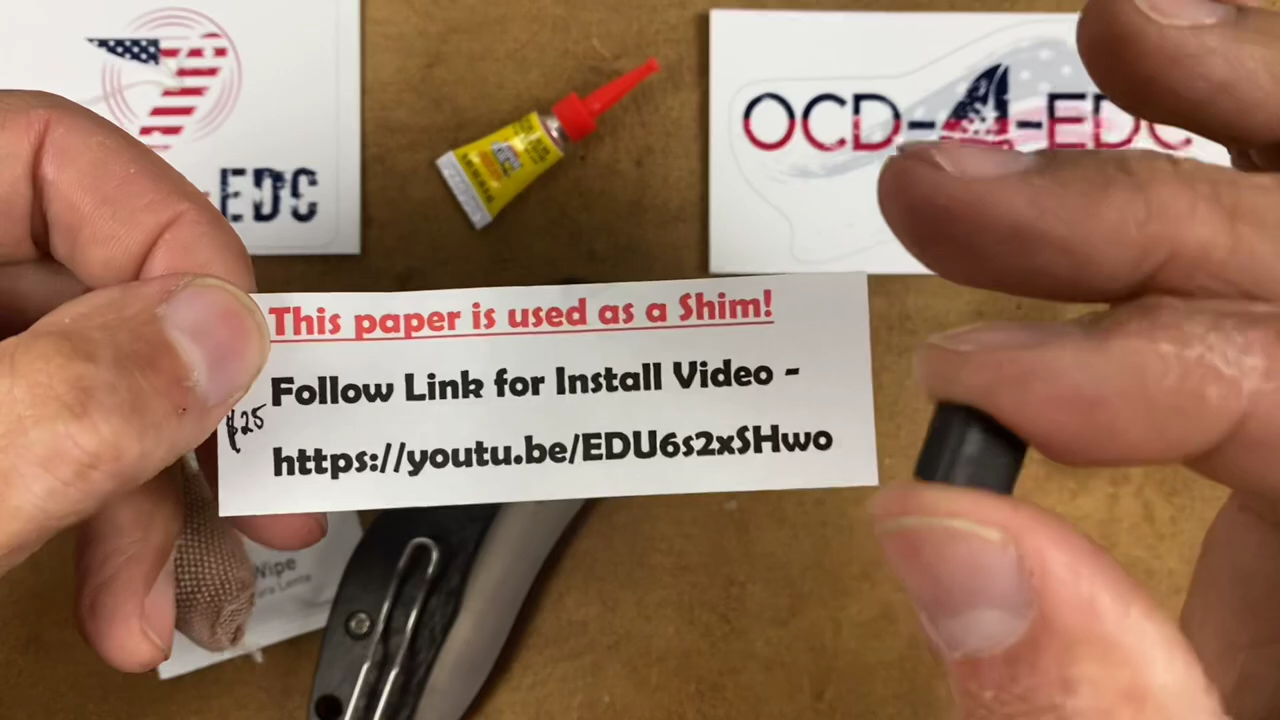 -EDC
OCD-4-EDC
This paper is used as a Shim!
Follow Link for Install Video -
$25
https://youtu.be/EDU6s2xSHwo
Wipe